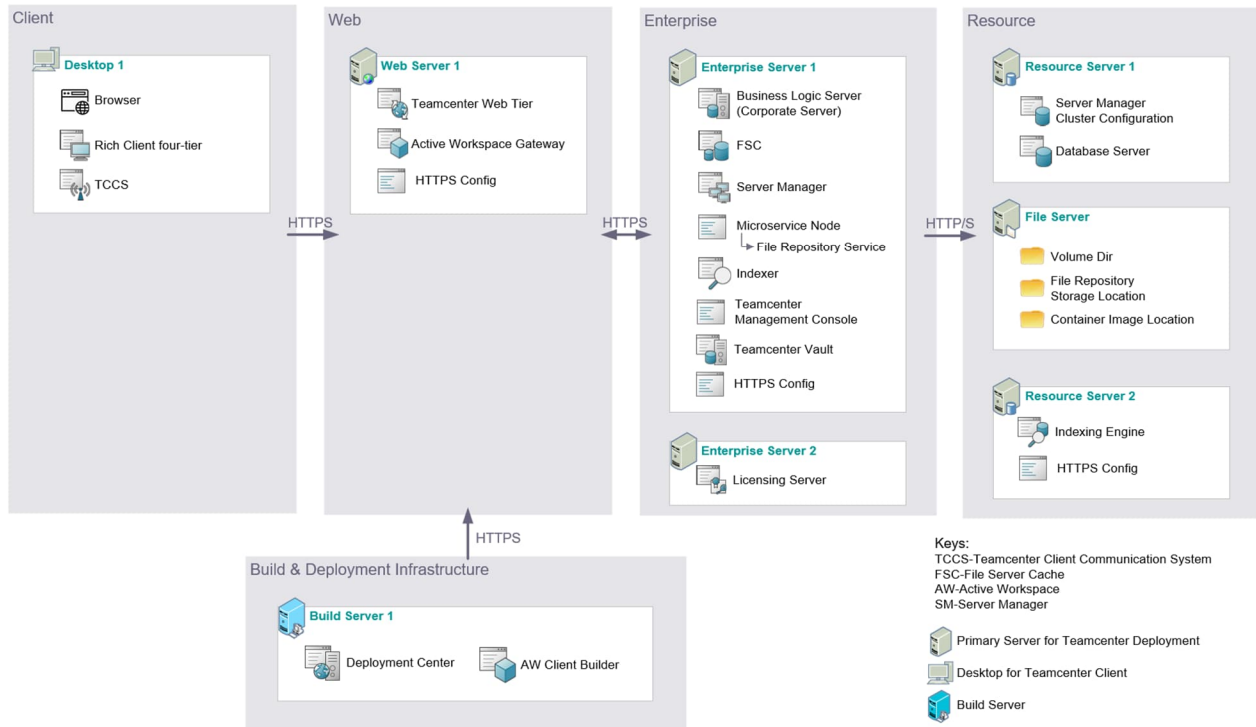 Client
Desktop 1
Browser
Rich Client four-tier
TCCS
HTTPS
Web
Web Server 1
Teamcenter Web Tier
Active Workspace Gateway
HTTPS Config
HTTPS
Enterprise
Enterprise Server 1
Business Logic Server
(Corporate Server)
FSC
Server Manager
Microservice Node
File Repository Service
Indexer
Teamcenter
Management Console
Teamcenter Vault
HTTPS Config
Enterprise Server 2
Licensing Server
HTTP/S
Resource
Resource Server 1
Server Manager
Cluster Configuration
Database Server
File Server
Volume Dir
File Repository
Storage Location
Container Image Location
Resource Server 2
Indexing Engine
HTTPS Config
HTTPS
Build & Deployment Infrastructure
Build Server 1
Deployment Center
AW Client Builder
Keys:
TCCS-Teamcenter Client Communication System
FSC-File Server Cache
AW-Active Workspace
SM-Server Manager
Primary Server for Teamcenter Deployment
Desktop for Teamcenter Client
Build Server